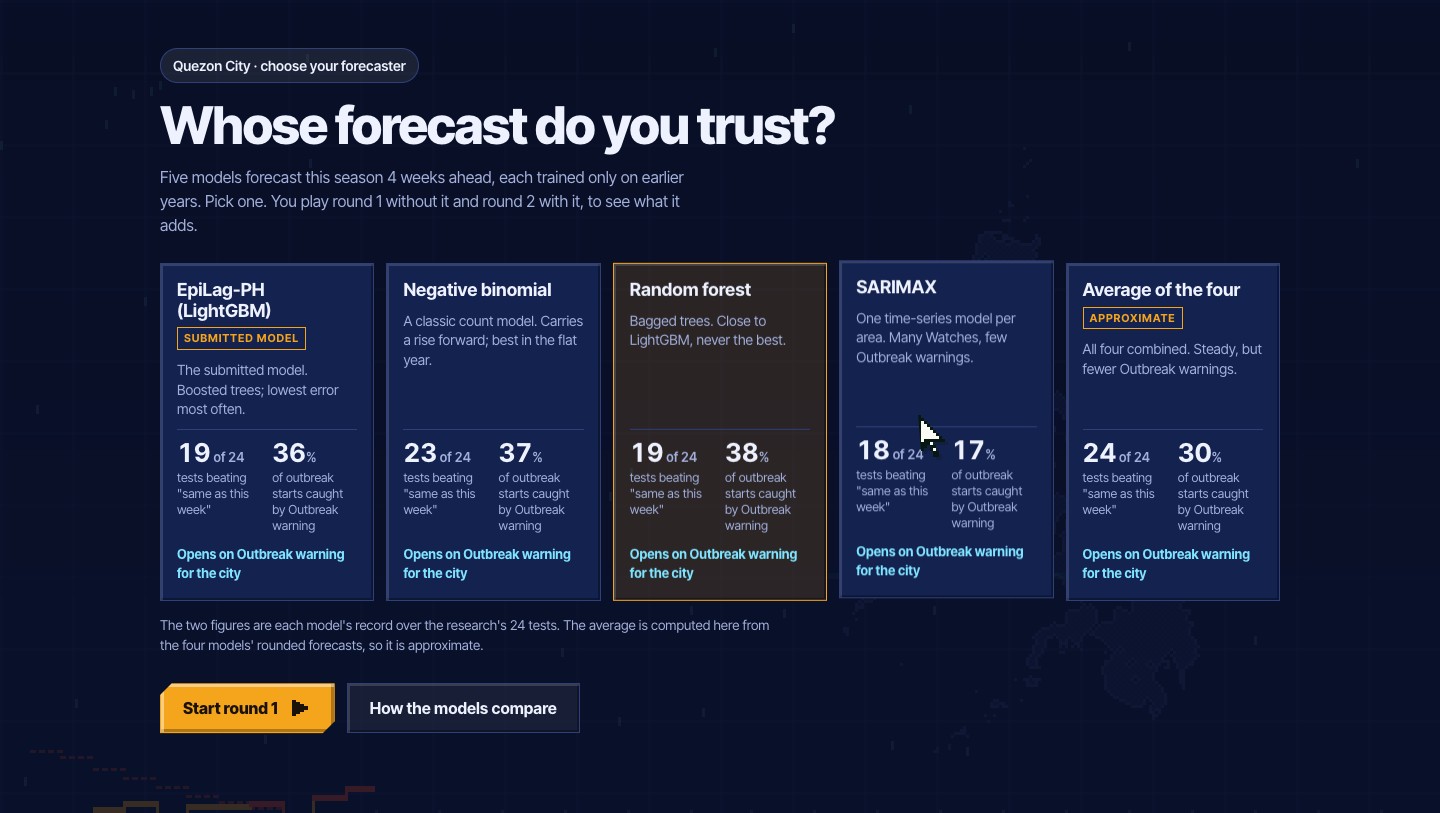 Quezon City · choose your forecaster
Whose forecast do you trust?
Five models forecast this season 4 weeks ahead, each trained only on earlier
years. Pick one. You play round 1 without it and round 2 with it, to see what it
adds.
EpiLag-PH
(LightGBM)
SUBMITTED MODEL
The submitted model.
Boosted trees; lowest error
most often.
19 of 24
tests beating
"same as this
week"
36%
of outbreak
starts caught
by Outbreak
warning
Opens on Outbreak warning
for the city
Negative binomial
A classic count model. Carries
a rise forward; best in the flat
year.
23 of 24
tests beating
"same as this
week"
37%
of outbreak
starts caught
by Outbreak
warning
Opens on Outbreak warning
for the city
Random forest
Bagged trees. Close to
LightGBM, never the best.
19 of 24
tests beating
"same as this
week"
38%
of outbreak
starts caught
by Outbreak
warning
Opens on Outbreak warning
for the city
SARIMAX
One time-series model per
area. Many Watches, few
Outbreak warnings.
18 of 24
tests beating
"same as this
week"
17%
of outbreak
starts caught
by Outbreak
warning
Opens on Outbreak warning
for the city
Average of the four
APPROXIMATE
All four combined. Steady, but
fewer Outbreak warnings.
24 of 24
tests beating
"same as this
week"
30%
of outbreak
starts caught
by Outbreak
warning
Opens on Outbreak warning
for the city
The two figures are each model's record over the research's 24 tests. The average is computed here from
the four models' rounded forecasts, so it is approximate.
Start round 1
How the models compare